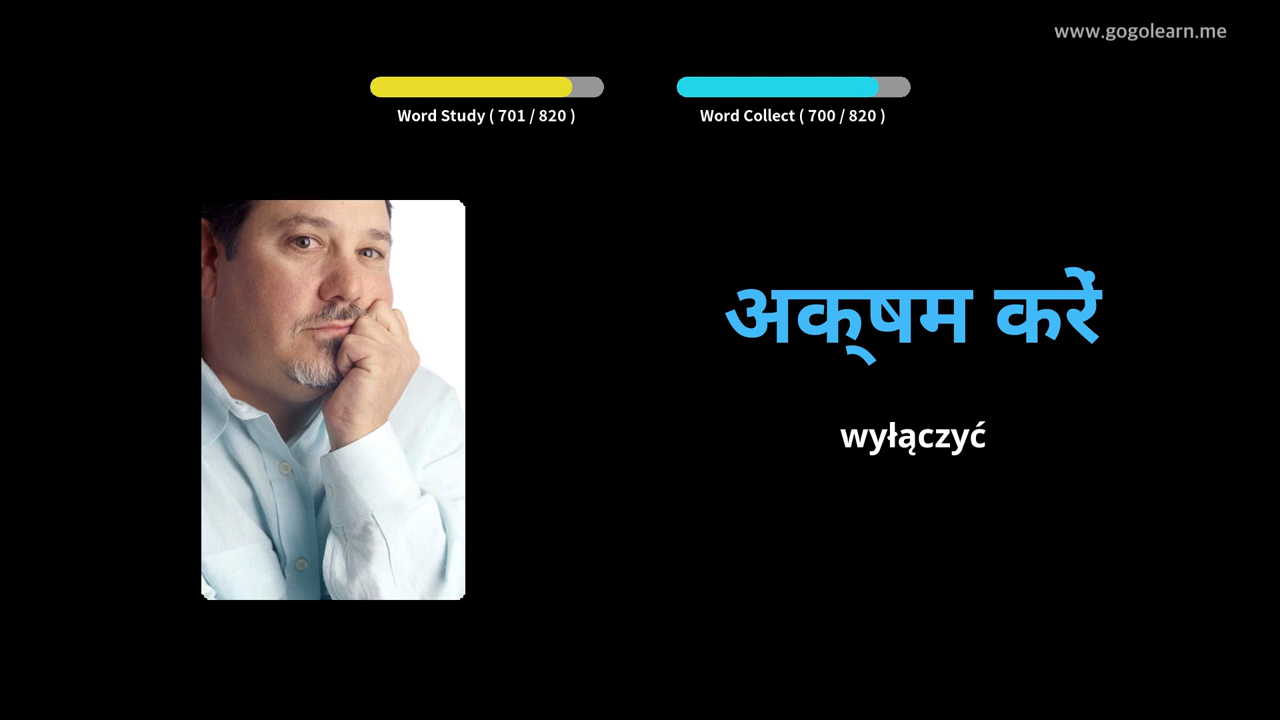 www.gogolearn.me
Word Study ( 701 / 820 )
Word Collect ( 700 / 820 )
अक्षम करें
wyłączyć